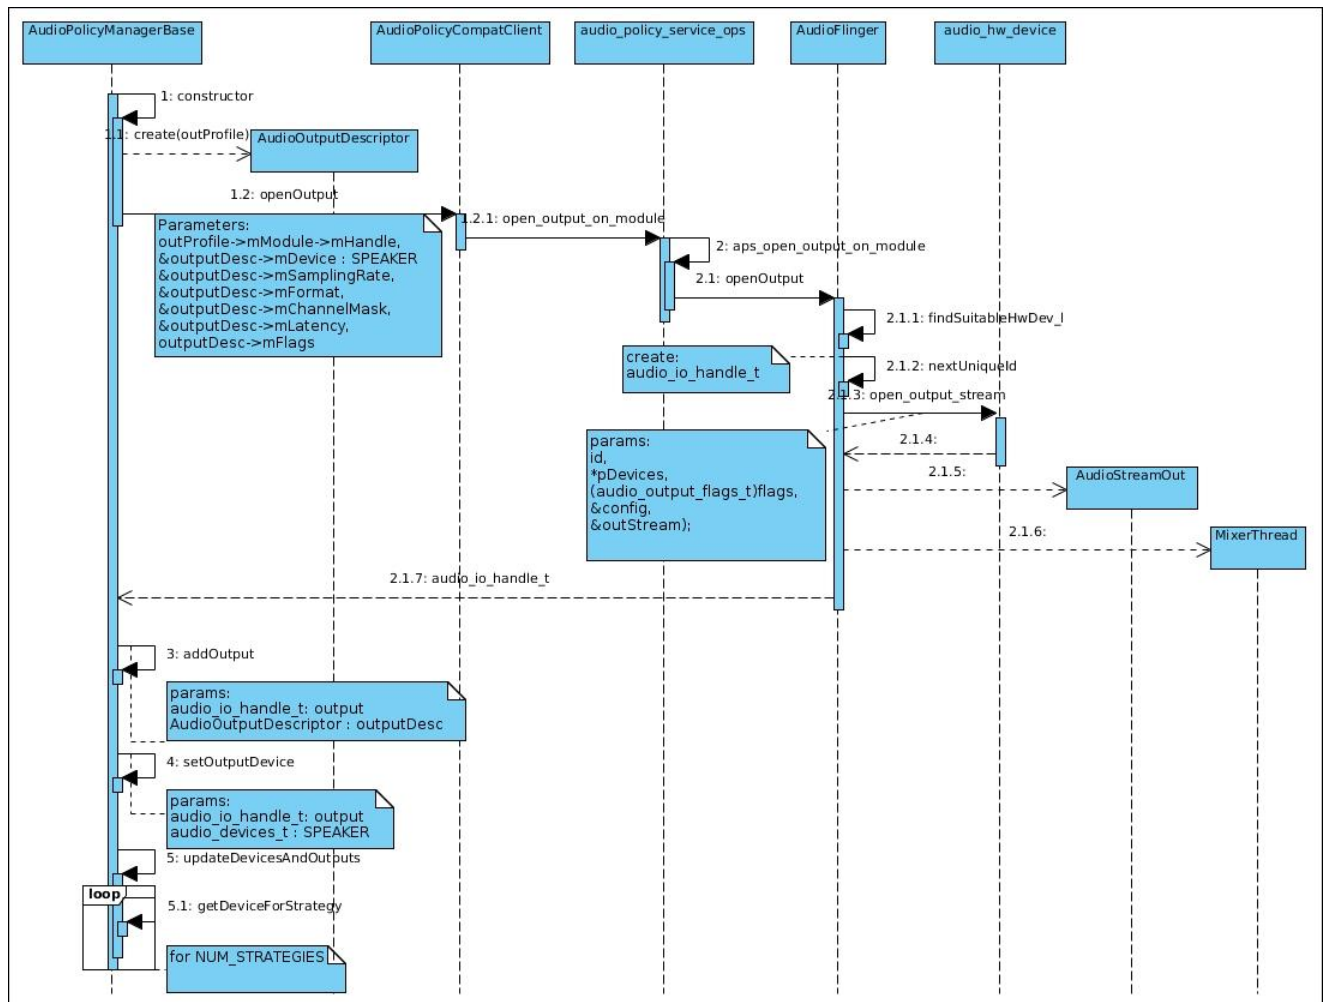 AudioPolicyManagerBase
AudioPolicyCompatClient
audio_policy_service_ops
AudioFlinger
audio_hw_device
1: constructor
1.1: create(outProfile)
AudioOutputDescriptor
1.2: openOutput
Parameters:
outProfile->mModule->mHandle,
&outputDesc->mDevice : SPEAKER
&outputDesc->mSamplingRate,
&outputDesc->mFormat,
&outputDesc->mChannelMask,
&outputDesc->mLatency,
outputDesc->mFlags
1.2.1: open_output_on_module
2: aps_open_output_on_module
2.1: openOutput
2.1.1: findSuitableHwDev_l
create:
audio_io_handle_t
2.1.2: nextUniqueId
2.1.3: open_output_stream
params:
id,
*pDevices,
(audio_output_flags_t)flags,
&config,
&outStream);
2.1.4:
2.1.5:
AudioStreamOut
2.1.6:
MixerThread
2.1.7: audio_io_handle_t
3: addOutput
params:
audio_io_handle_t: output
AudioOutputDescriptor : outputDesc
4: setOutputDevice
params:
audio_io_handle_t: output
audio_devices_t : SPEAKER
5: updateDevicesAndOutputs
loop
5.1: getDeviceForStrategy
for NUM_STRATEGIES